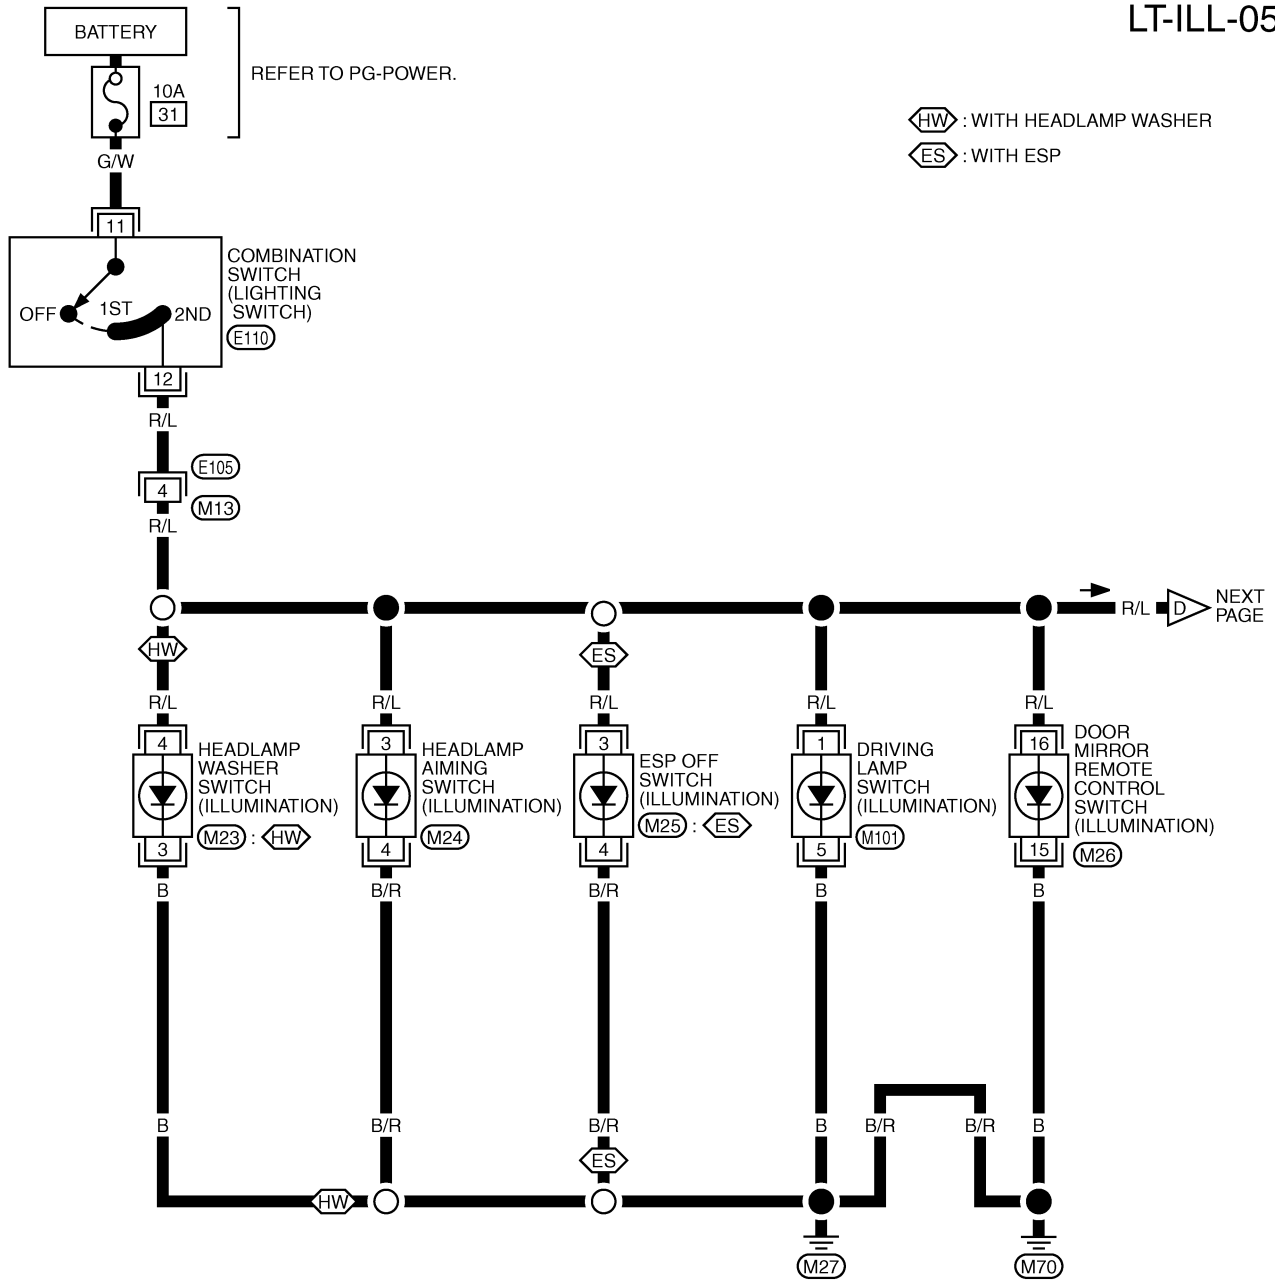 LT-ILL-05
BATTERY
REFER TO PG-POWER.
10A
31
HW : WITH HEADLAMP WASHER
ES : WITH ESP
G/W
11
COMBINATION
SWITCH
(LIGHTING
SWITCH)
E110
OFF
1ST
2ND
12
R/L
E105
4
M13
R/L
R/L
D
NEXT
PAGE
HW
ES
R/L
R/L
R/L
R/L
R/L
4
HEADLAMP
WASHER
SWITCH
(ILLUMINATION)
M23 : HW
3
3
HEADLAMP
AIMING
SWITCH
(ILLUMINATION)
M24
4
3
ESP OFF
SWITCH
(ILLUMINATION)
M25 : ES
4
1
DRIVING
LAMP
SWITCH
(ILLUMINATION)
M101
5
16
DOOR
MIRROR
REMOTE
CONTROL
SWITCH
(ILLUMINATION)
M26
15
B
B/R
B/R
B
B
B
B/R
B/R
B
B/R
B/R
B
ES
HW
M27
M70